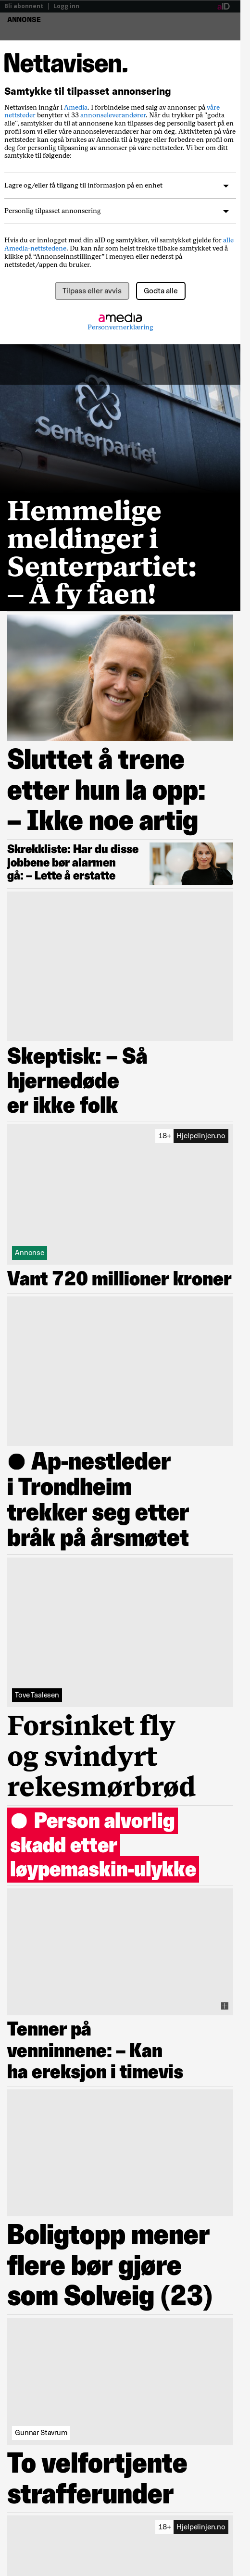 Bli abonnent | Logg inn
aID
ANNONSE
Nettavisen.
Samtykke til tilpasset annonsering
Nettavisen inngår i Amedia. I forbindelse med salg av annonser på våre
nettsteder benytter vi 33 annonseleverandører. Når du trykker på "godta
alle", samtykker du til at annonsene kan tilpasses deg personlig basert på en
profil som vi eller våre annonseleverandører har om deg. Aktiviteten på våre
nettsteder kan også brukes av Amedia til å bygge eller forbedre en profil om
deg for personlig tilpasning av annonser på våre nettsteder. Vi ber om ditt
samtykke til følgende:
Lagre og/eller få tilgang til informasjon på en enhet
Personlig tilpasset annonsering
Hvis du er innlogget med din aID og samtykker, vil samtykket gjelde for alle
Amedia-nettstedene. Du kan når som helst trekke tilbake samtykket ved å
klikke på “Annonseinnstillinger” i menyen eller nederst på
nettstedet/appen du bruker.
Tilpass eller avvis
Godta alle
amedia
Personvernerklæring
Senterpartiet
Hemmelige
meldinger i
Senterpartiet:
– Å fy faen!
Sluttet å trene
etter hun la opp:
– Ikke noe artig
Skrekkliste: Har du disse
jobbene bør alarmen
gå: – Lette å erstatte
Skeptisk: – Så
hjernedøde
er ikke folk
18+ Hjelpelinjen.no
Annonse
Vant 720 millioner kroner
● Ap-nestleder
i Trondheim
trekker seg etter
bråk på årsmøtet
Tove Taalesen
Forsinket fly
og svindyrt
rekesmørbrød
● Person alvorlig
skadd etter
løypemaskin-ulykke
Tenner på
venninnene: – Kan
ha ereksjon i timevis
Boligtopp mener
flere bør gjøre
som Solveig (23)
Gunnar Stavrum
To velfortjente
strafferunder
18+ Hjelpelinjen.no